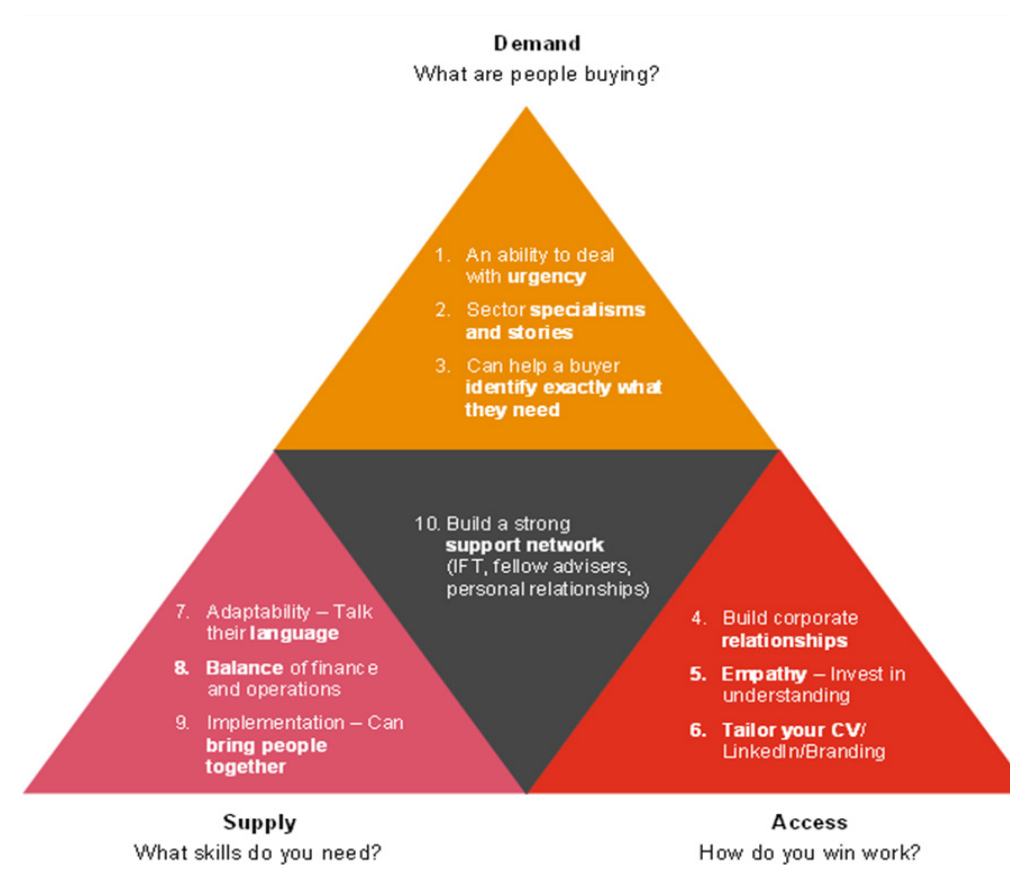 Demand
What are people buying?
1. An ability to deal
with urgency
2. Sector specialisms
and stories
3. Can help a buyer
identify exactly what
they need
10. Build a strong
support network
(IFT, fellow advisers,
personal relationships)
7. Adaptability – Talk
their language
8. Balance of finance
and operations
9. Implementation – Can
bring people
together
4. Build corporate
relationships
5. Empathy – Invest in
understanding
6. Tailor your CV/
LinkedIn/Branding
Supply
What skills do you need?
Access
How do you win work?